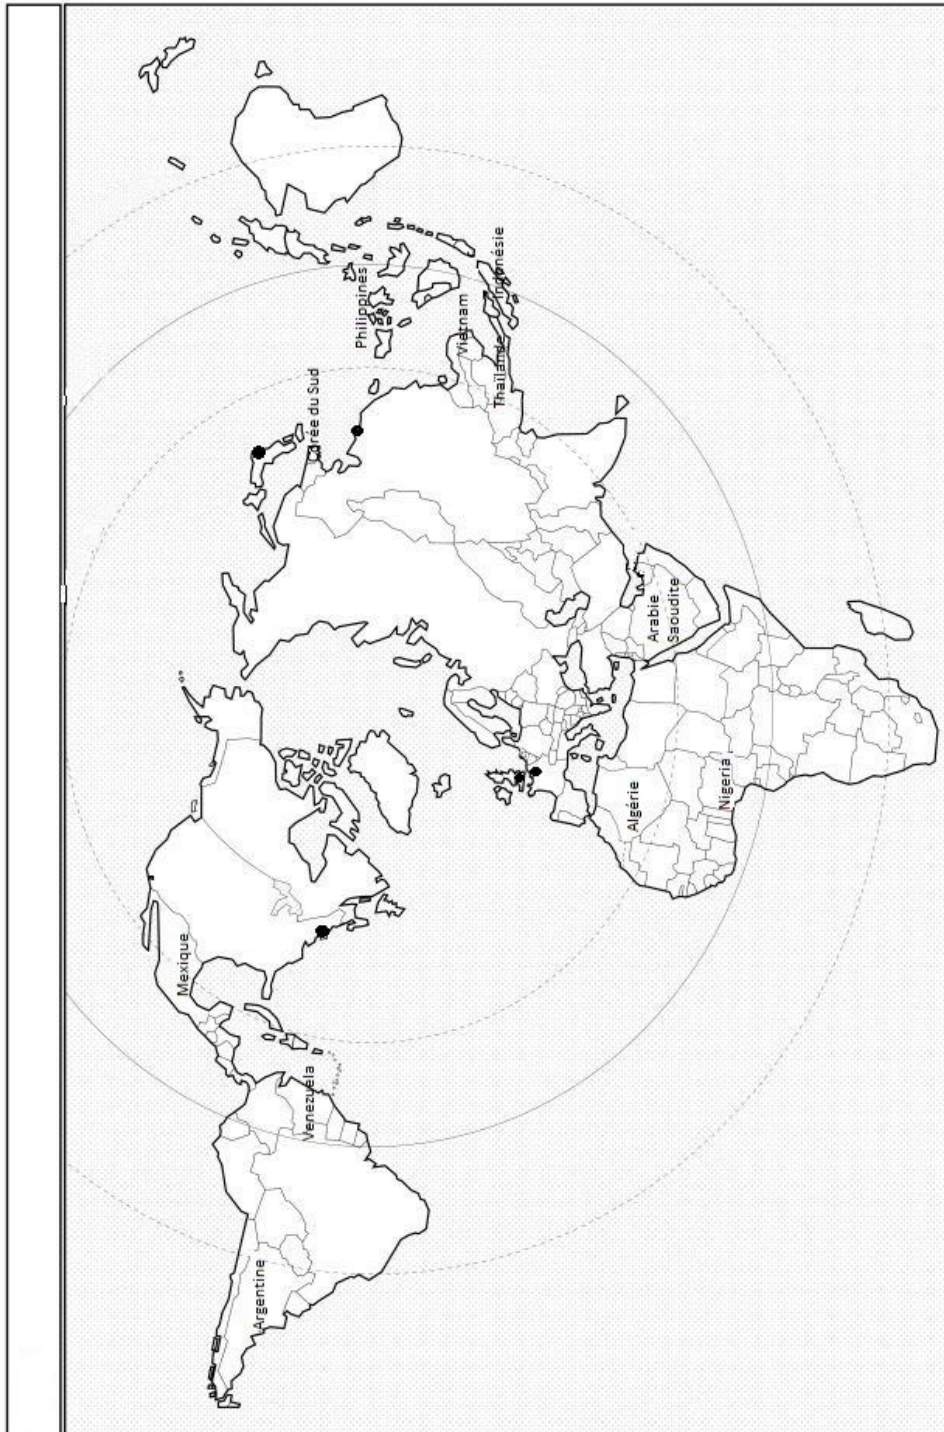 Mexique
Venezuela
Argentine
Algérie
Nigeria
Arabie
Saoudite
Corée du Sud
Philippines
Vietnam
Thaïlande
Indonésie